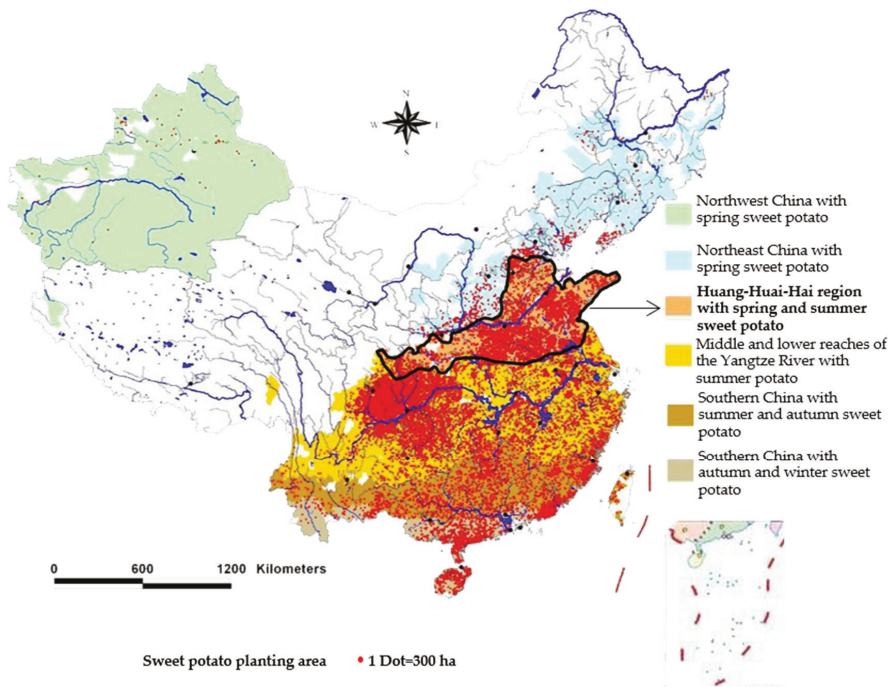 N
W
E
S
Northwest China with
spring sweet potato
Northeast China with
spring sweet potato
Huang-Huai-Hai region
with spring and summer
sweet potato
Middle and lower reaches of
the Yangtze River with
summer potato
Southern China with
summer and autumn sweet
potato
Southern China with
autumn and winter sweet
potato
0 600 1200 Kilometers
Sweet potato planting area 1 Dot=300 ha